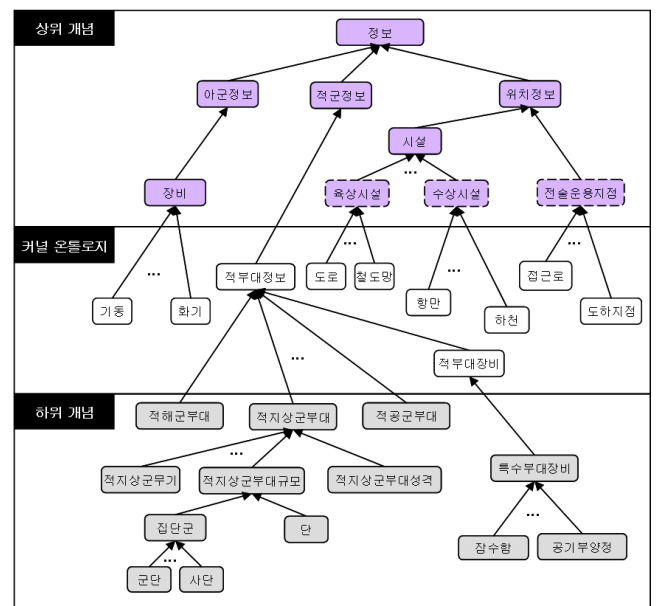 상위 개념
정보
아군정보
적군정보
위치정보
시설
...
장비
육상시설
수상시설
전술운용지점
커널 온톨로지
...
적부대정보
도로
...
철도망
...
항만
하천
접근로
...
도하지점
기동
화기
...
적부대장비
하위 개념
적해군부대
적지상군부대
적공군부대
...
적지상군무기
적지상군부대규모
적지상군부대성격
특수부대장비
집단군
단
...
잠수함
공기부양정
...
군단
사단